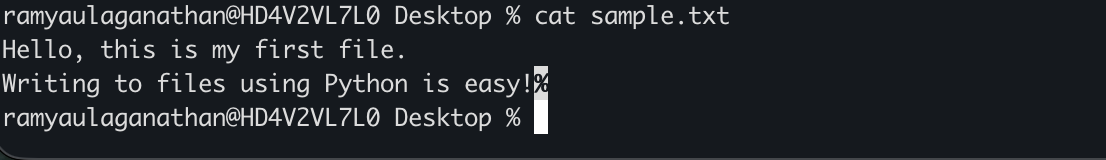 ramyaulaganathan@HD4V2VL7L0 Desktop % cat sample.txt
Hello, this is my first file.
Writing to files using Python is easy!%
ramyaulaganathan@HD4V2VL7L0 Desktop %